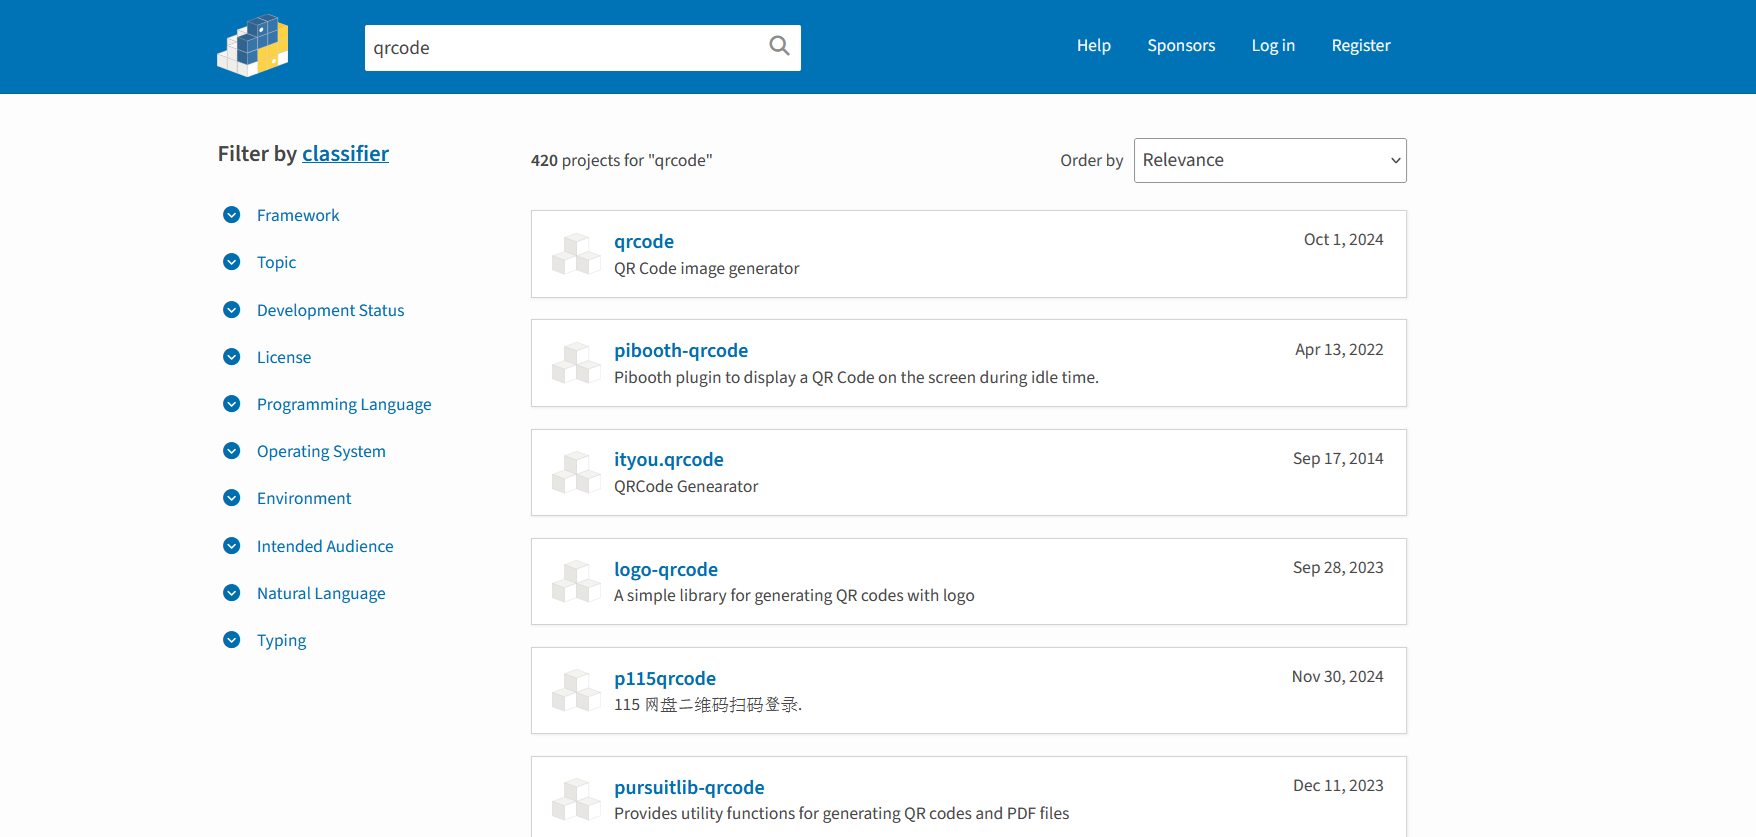 qrcode
Help Sponsors Log in Register
Filter by classifier
Framework
Topic
Development Status
License
Programming Language
Operating System
Environment
Intended Audience
Natural Language
Typing
420 projects for "qrcode"
Order by Relevance
qrcode Oct 1, 2024
QR Code image generator
pibooth-qrcode Apr 13, 2022
Pibooth plugin to display a QR Code on the screen during idle time.
ityou.qrcode Sep 17, 2014
QRCode Genearator
logo-qrcode Sep 28, 2023
A simple library for generating QR codes with logo
p115qrcode Nov 30, 2024
115 网盘二维码扫码登录.
pursuitlib-qrcode Dec 11, 2023
Provides utility functions for generating QR codes and PDF files